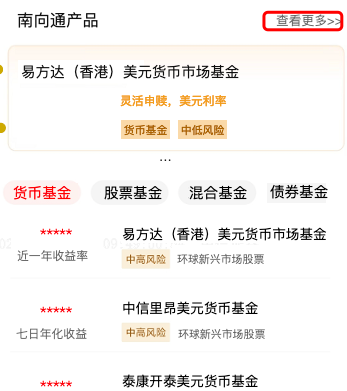 南向通产品
查看更多>>
易方达（香港）美元货币市场基金
灵活申赎，美元利率
货币基金 中低风险
...
货币基金 股票基金 混合基金 债券基金
***** 易方达（香港）美元货币市场基金
近一年收益率 中高风险 环球新兴市场股票
***** 中信里昂美元货币基金
七日年化收益 中高风险 环球新兴市场股票
***** 泰康开泰美元货币基金